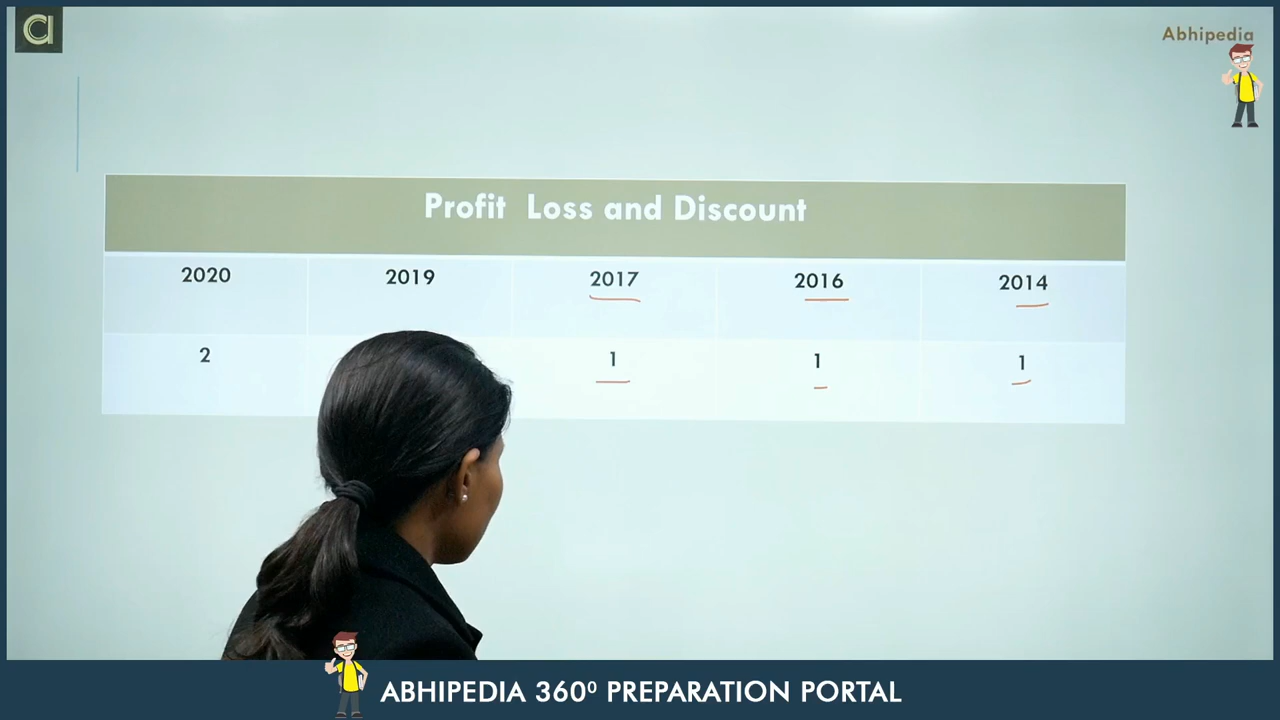 a
Abhipedia
Profit Loss and Discount
2020 2019 2017 2016 2014
2 1 1 1
ABHIPEDIA 360⁰ PREPARATION PORTAL